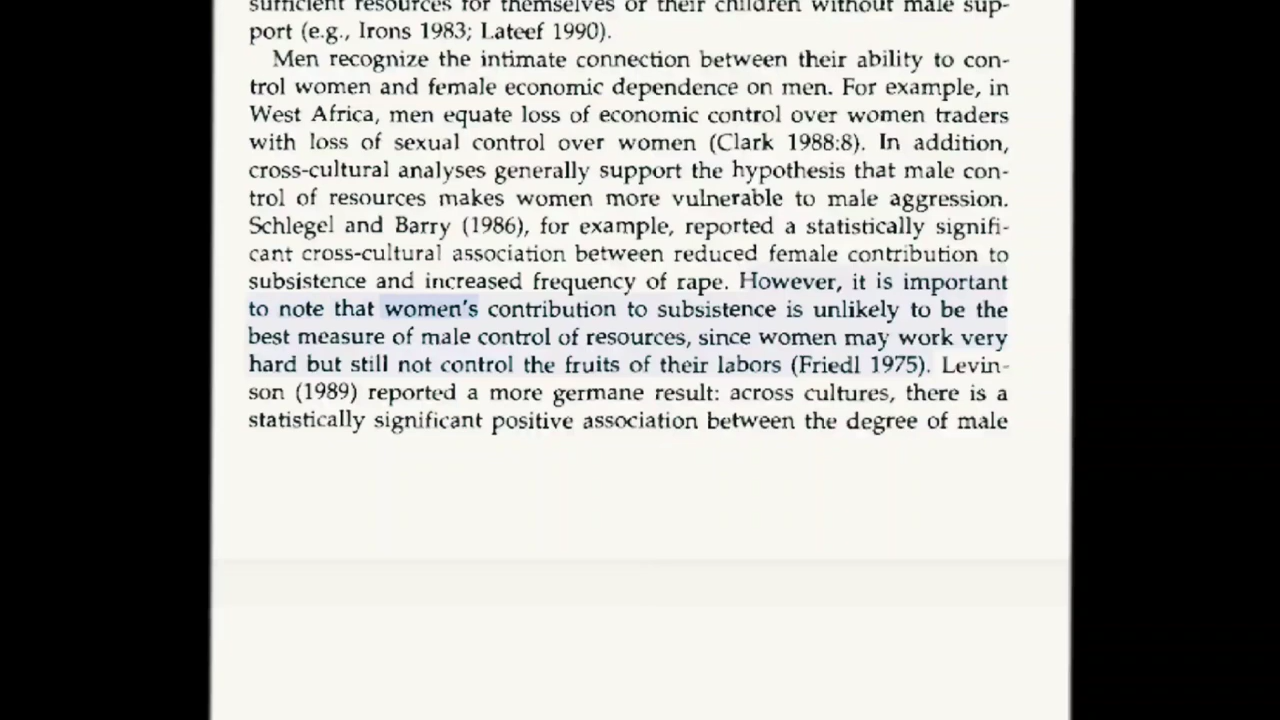 sufficient resources for themselves or their children without male sup-
port (e.g., Irons 1983; Lateef 1990).
Men recognize the intimate connection between their ability to con-
trol women and female economic dependence on men. For example, in
West Africa, men equate loss of economic control over women traders
with loss of sexual control over women (Clark 1988:8). In addition,
cross-cultural analyses generally support the hypothesis that male con-
trol of resources makes women more vulnerable to male aggression.
Schlegel and Barry (1986), for example, reported a statistically signifi-
cant cross-cultural association between reduced female contribution to
subsistence and increased frequency of rape. However, it is important
to note that women's contribution to subsistence is unlikely to be the
best measure of male control of resources, since women may work very
hard but still not control the fruits of their labors (Friedl 1975). Levin-
son (1989) reported a more germane result: across cultures, there is a
statistically significant positive association between the degree of male